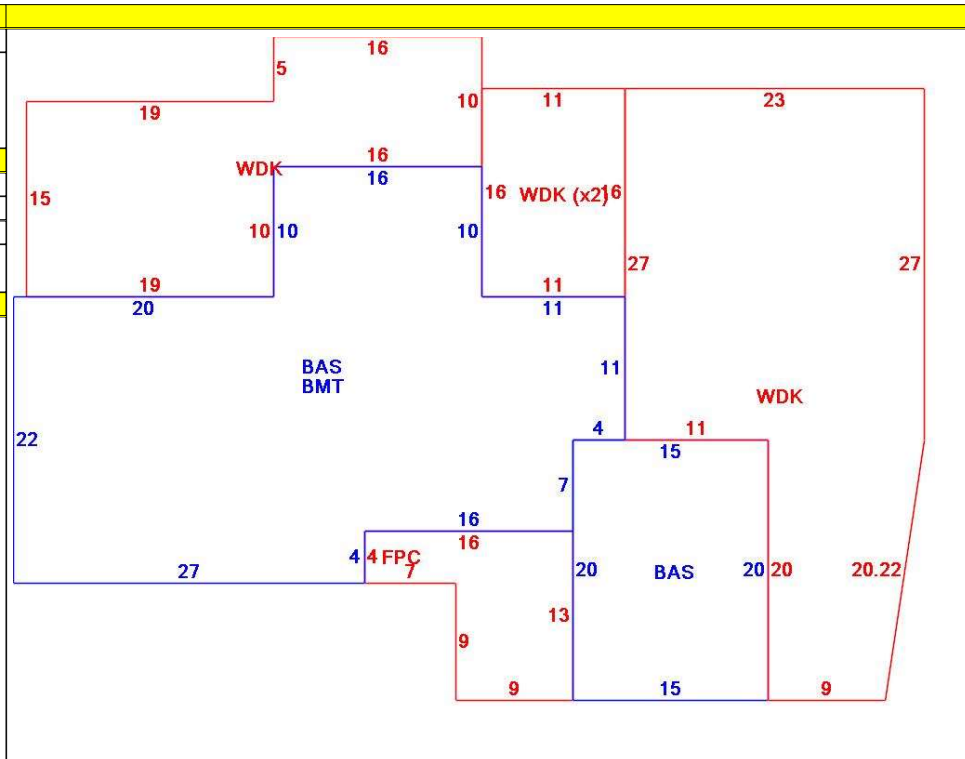 16
5
10 11 23
19
16
WDK 16
15 16 WDK (x2) 16
10 10 10
27 27
19 11
20 11
BAS 11
BMT
WDK
4 11
22 15
7
16
16
4 4 FPC
27 7 20 BAS 20 20 20.22
13
9
9 15 9